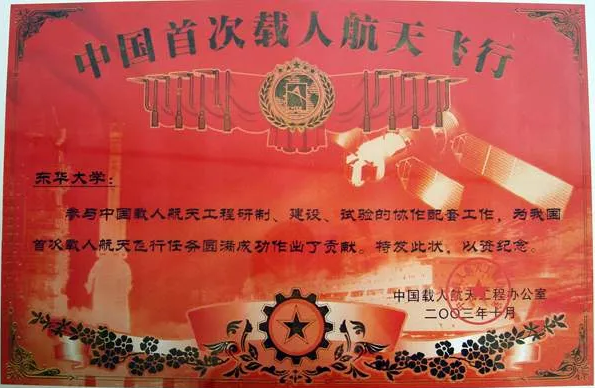 中国首次载人航天飞行
东华大学：
参与中国载人航天工程研制、建设、试验的协作配套工作，为我国
首次载人航天飞行任务圆满成功作出了贡献。特发此状，以资纪念。
中国载人航天工程办公室
二〇〇三年十月